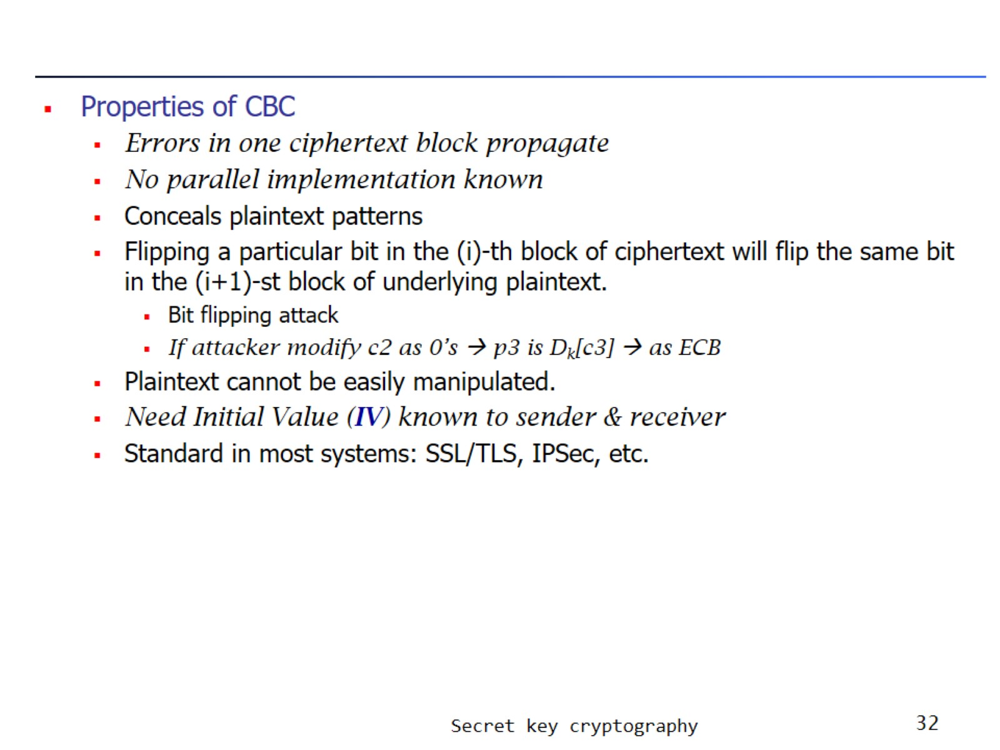 Properties of CBC
Errors in one ciphertext block propagate
No parallel implementation known
Conceals plaintext patterns
Flipping a particular bit in the (i)-th block of ciphertext will flip the same bit
in the (i+1)-st block of underlying plaintext.
Bit flipping attack
If attacker modify c2 as 0’s → p3 is Dk[c3] → as ECB
Plaintext cannot be easily manipulated.
Need Initial Value (IV) known to sender & receiver
Standard in most systems: SSL/TLS, IPSec, etc.
Secret key cryptography
32